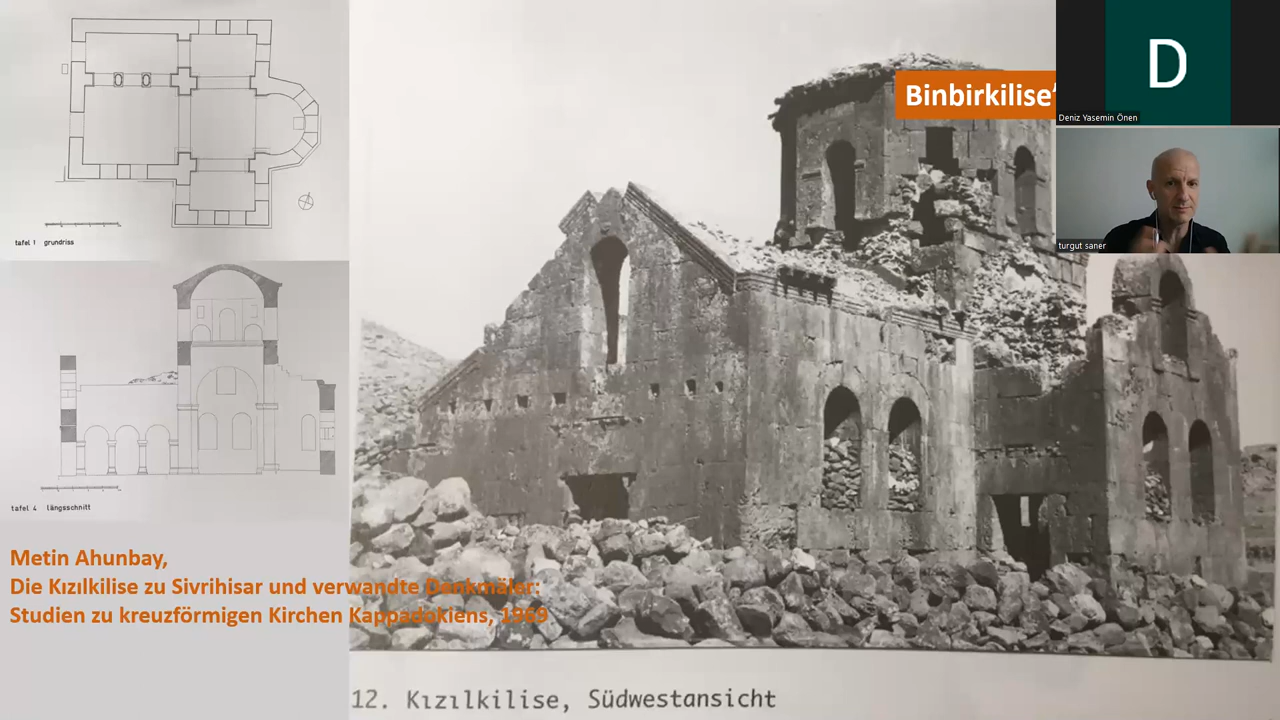 tafel 1 grundriss
tafel 4 längsschnitt
Metin Ahunbay,
Die Kızılkilise zu Sivrihisar und verwandte Denkmäler:
Studien zu kreuzförmigen Kirchen Kappadokiens, 1969
Binbirkilise'
D
Deniz Yasemin Önen
turgut saner
12. Kızılkilise, Südwestansicht